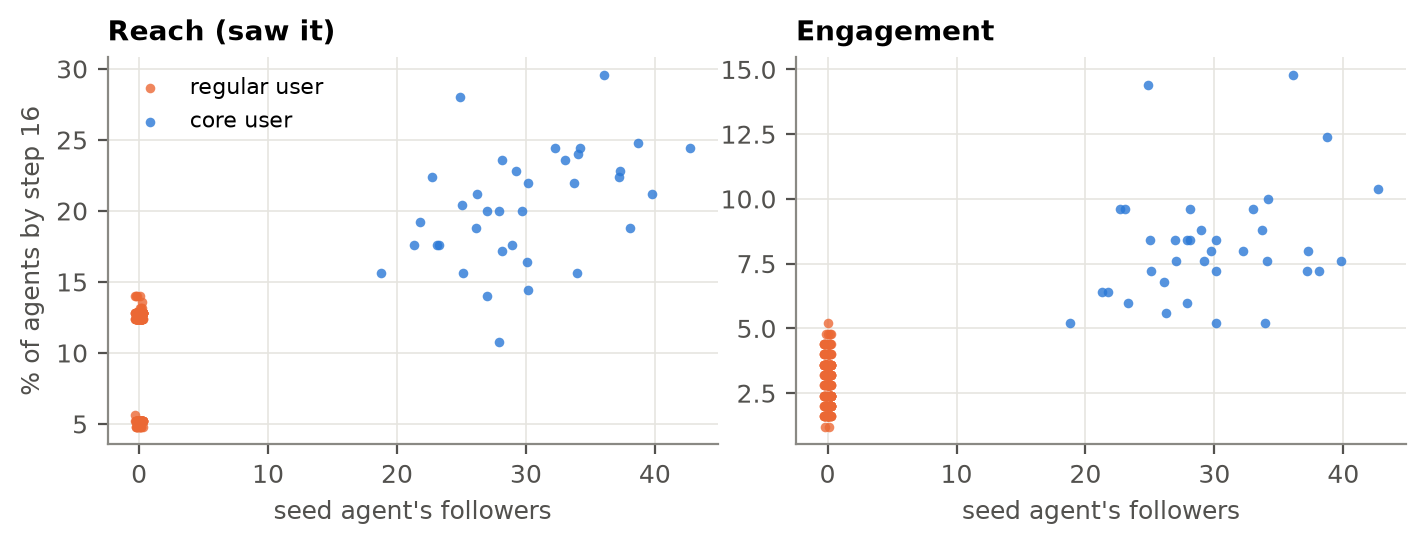 Reach (saw it)
% of agents by step 16
30
25
20
15
10
5
regular user
core user
0 10 20 30 40
seed agent's followers
Engagement
15.0
12.5
10.0
7.5
5.0
2.5
0 10 20 30 40
seed agent's followers